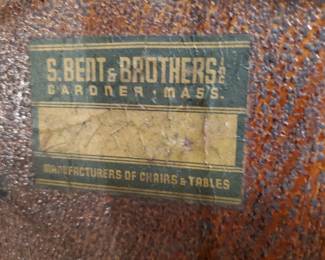 S. BENT & BROTHERS INC
GARDNER, MASS.
MANUFACTURERS OF CHAIRS & TABLES